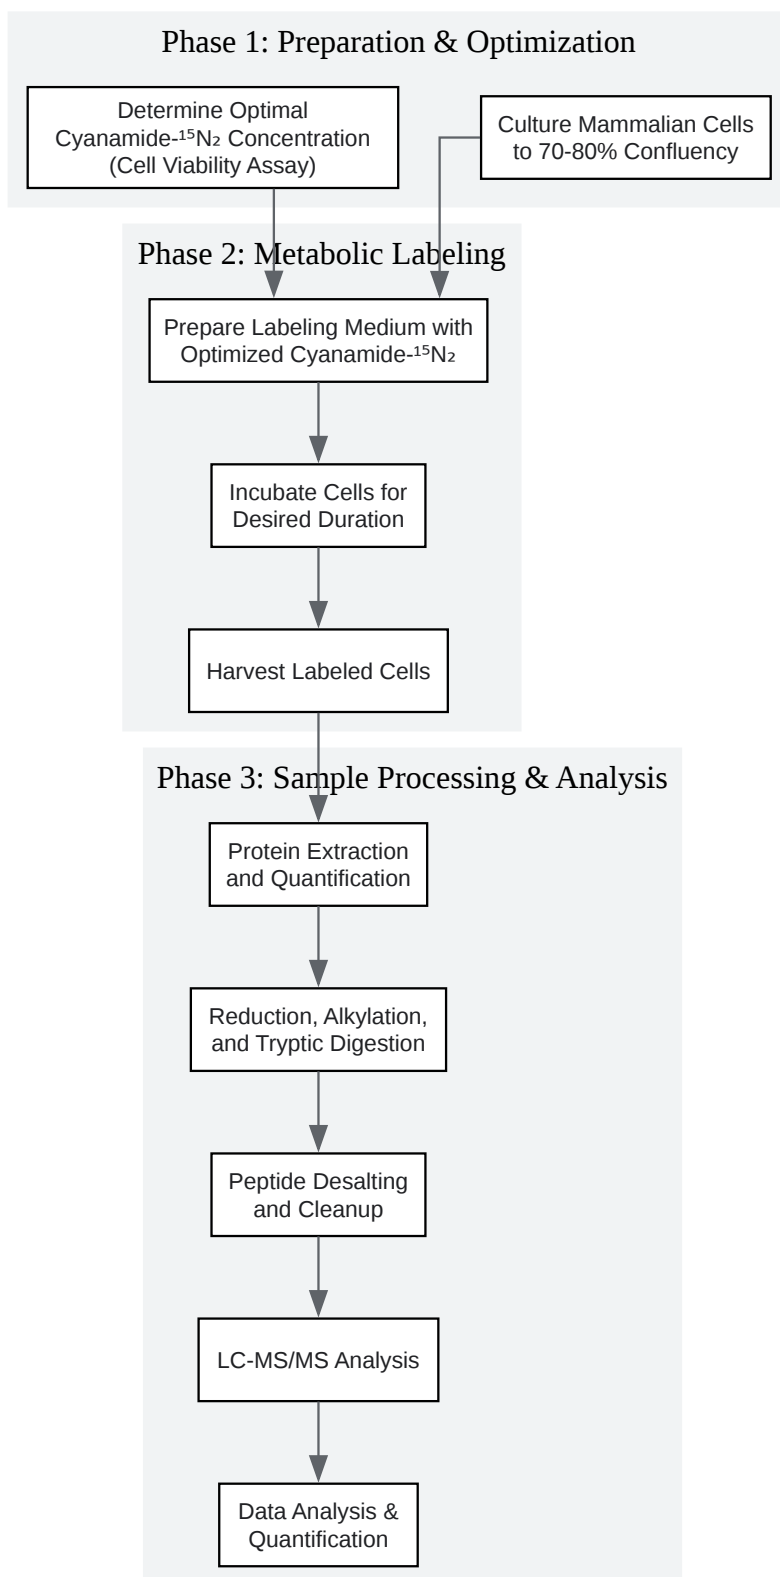 Phase 1: Preparation & Optimization
Determine Optimal
Cyanamide-¹⁵N₂ Concentration
(Cell Viability Assay)
Culture Mammalian Cells
to 70-80% Confluency
Phase 2: Metabolic Labeling
Prepare Labeling Medium with
Optimized Cyanamide-¹⁵N₂
Incubate Cells for
Desired Duration
Harvest Labeled Cells
Phase 3: Sample Processing & Analysis
Protein Extraction
and Quantification
Reduction, Alkylation,
and Tryptic Digestion
Peptide Desalting
and Cleanup
LC-MS/MS Analysis
Data Analysis &
Quantification